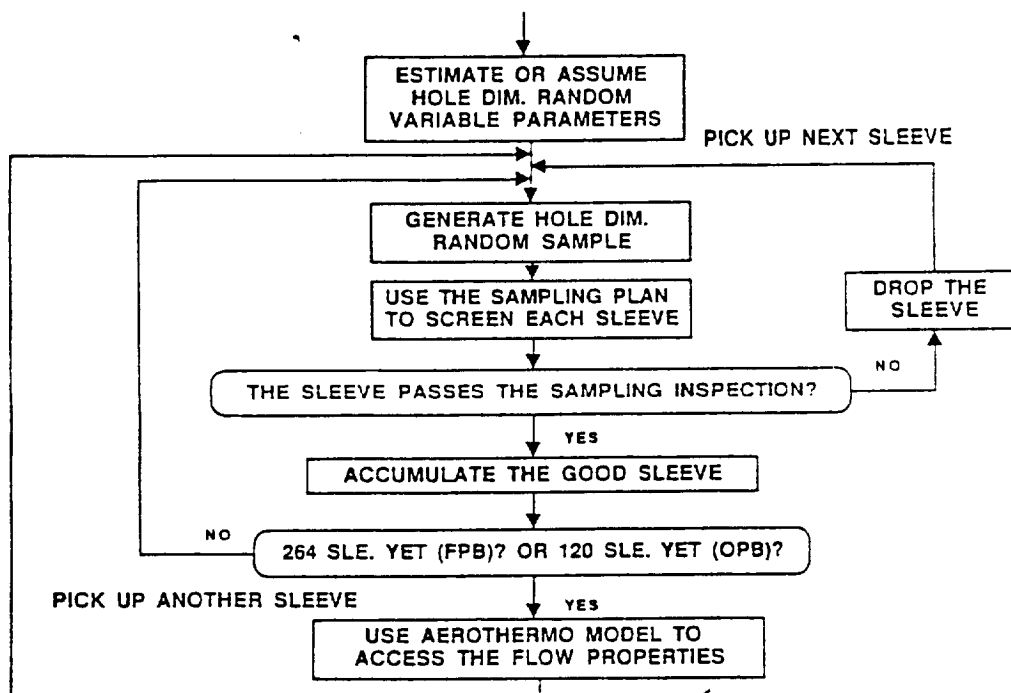 ESTIMATE OR ASSUME
HOLE DIM. RANDOM
VARIABLE PARAMETERS
PICK UP NEXT SLEEVE
GENERATE HOLE DIM.
RANDOM SAMPLE
USE THE SAMPLING PLAN
TO SCREEN EACH SLEEVE
DROP THE
SLEEVE
THE SLEEVE PASSES THE SAMPLING INSPECTION?
NO
YES
ACCUMULATE THE GOOD SLEEVE
NO
264 SLE. YET (FPB)? OR 120 SLE. YET (OPB)?
PICK UP ANOTHER SLEEVE
YES
USE AEROTHERMO MODEL TO
ACCESS THE FLOW PROPERTIES